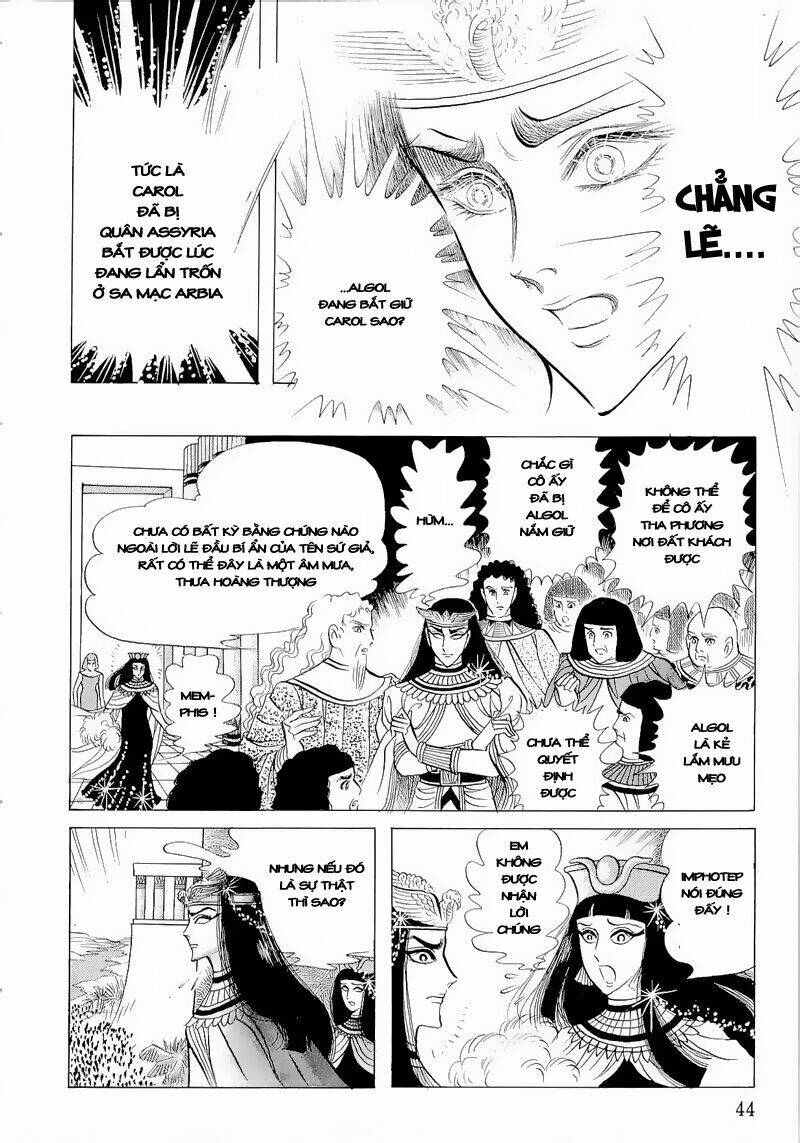 TỨC LÀ
CAROL
ĐÃ BỊ
QUÂN ASSYRIA
BẮT ĐƯỢC LÚC
ĐANG LẨN TRỐN
Ở SA MẠC ARBIA
...ALGOL
ĐANG BẮT GIỮ
CAROL SAO?
CHẲNG
LẼ....
CHƯA CÓ BẤT KỲ BẰNG CHỨNG NÀO
NGOÀI LỜI LẼ ĐẦU BÍ ẨN CỦA TÊN SỨ GIẢ,
RẤT CÓ THỂ ĐÂY LÀ MỘT ÂM MƯA,
THƯA HOÀNG THƯỢNG
HỪM...
CHẮC GÌ
CÔ ẤY
ĐÃ BỊ
ALGOL
NẮM GIỮ
KHÔNG THỂ
ĐỂ CÔ ẤY
THA PHƯƠNG
NƠI ĐẤT KHÁCH
ĐƯỢC
MEM-
PHIS !
CHƯA THỂ
QUYẾT
ĐỊNH
ĐƯỢC
ALGOL
LÀ KẺ
LẮM MƯU
MẸO
NHƯNG NẾU ĐÓ
LÀ SỰ THẬT
THÌ SAO?
EM
KHÔNG
ĐƯỢC
NHẬN
LỜI
CHÚNG
IMPHOTEP
NÓI ĐÚNG
ĐẤY !
44